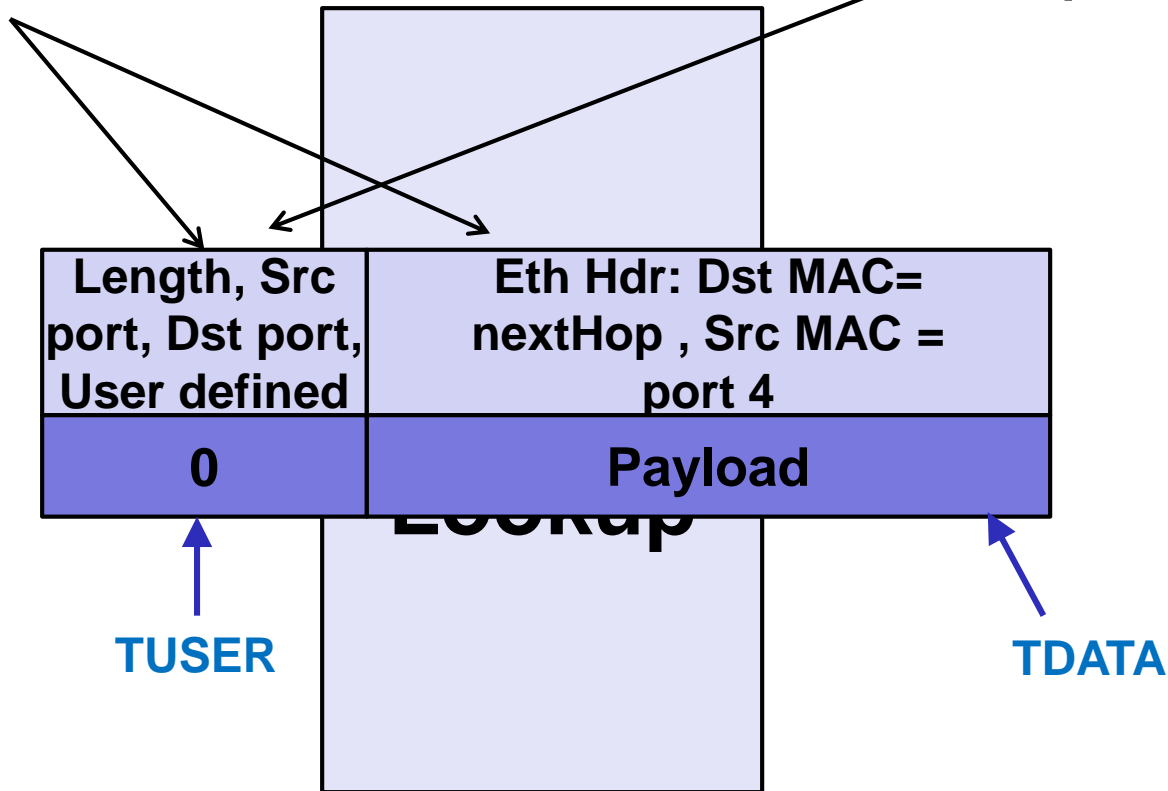 Length, Src
port, Dst port,
User defined
Eth Hdr: Dst MAC=
nextHop , Src MAC =
port 4
0
Payload
Lookup
TUSER
TDATA